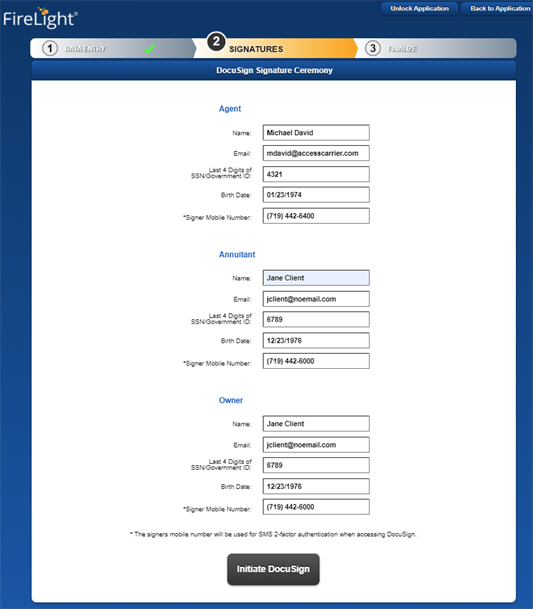 Unlock Application Back to Application
FireLight®
1 DATA ENTRY 2 SIGNATURES 3 FINALIZE
DocuSign Signature Ceremony
Agent
Name: Michael David
Email: mdavid@accesscarrier.com
Last 4 Digits of
SSN/Government ID: 4321
Birth Date: 01/23/1974
*Signer Mobile Number: (719) 442-6400
Annuitant
Name: Jane Client
Email: jclient@noemail.com
Last 4 Digits of
SSN/Government ID: 6789
Birth Date: 12/23/1976
*Signer Mobile Number: (719) 442-6000
Owner
Name: Jane Client
Email: jclient@noemail.com
Last 4 Digits of
SSN/Government ID: 6789
Birth Date: 12/23/1976
*Signer Mobile Number: (719) 442-6000
* The signers mobile number will be used for SMS 2-factor authentication when accessing DocuSign.
Initiate DocuSign